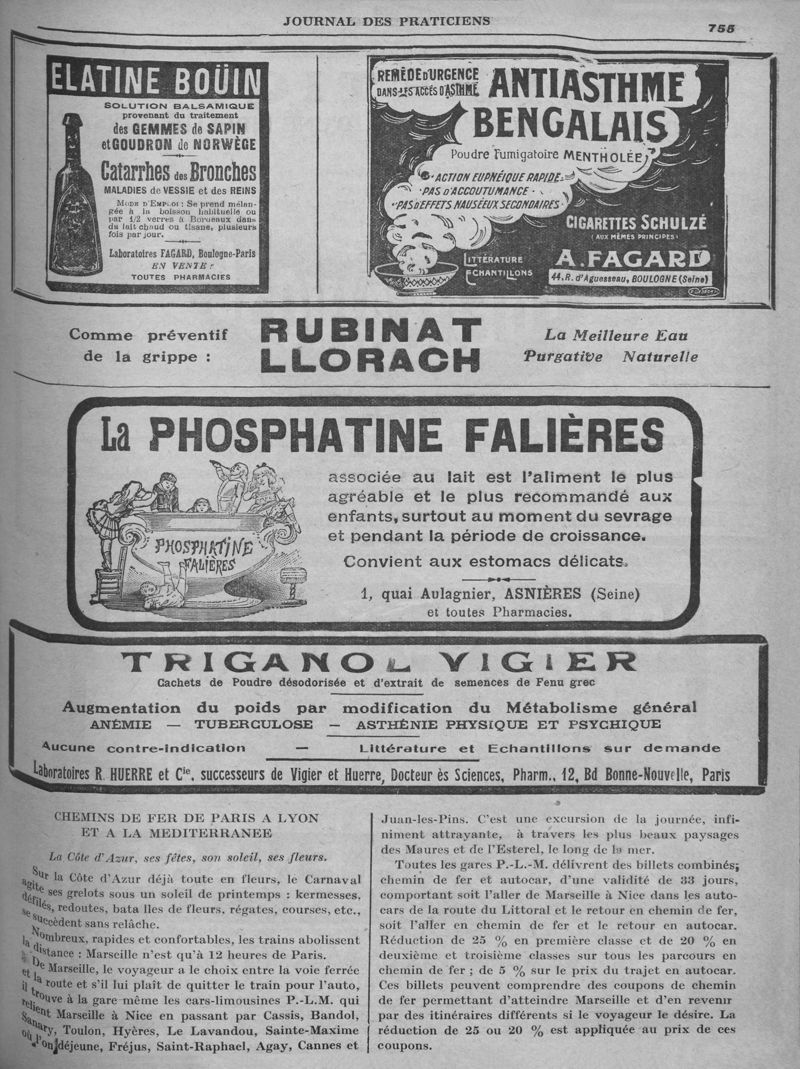 JOURNAL DES PRATICIENS
755
ELATINE BOÜIN
SOLUTION BALSAMIQUE
provenant du traitement
des GEMMES de SAPIN
et GOUDRON de NORWÈGE
Catarrhes des Bronches
MALADIES de VESSIE et des REINS
MODE D'EMPLOI : Se prend mélan-
gée à la boisson habituelle ou
par 1/2 verres à Bordeaux dans
du lait chaud ou tisane, plusieurs
fois par jour.
Laboratoires FAGARD, Boulogne-Paris
EN VENTE :
TOUTES PHARMACIES
REMÈDE D'URGENCE
DANS LES ACCÈS D'ASTHME
ANTIASTHME
BENGALAIS
Poudre Fumigatoire MENTHOLÉE
ACTION EUPNÉIQUE RAPIDE
PAS D'ACCOUTUMANCE
PAS D'EFFETS NAUSÉEUX SECONDAIRES
CIGARETTES SCHULZÉ
(AUX MÊMES PRINCIPES)
LITTÉRATURE
ÉCHANTILLONS
A. FAGARD
44, R. d'Aguesseau, BOULOGNE (Seine)
Comme préventif
de la grippe :
RUBINAT
LLORACH
La Meilleure Eau
Purgative Naturelle
La PHOSPHATINE FALIÈRES
associée au lait est l'aliment le plus
agréable et le plus recommandé aux
enfants, surtout au moment du sevrage
et pendant la période de croissance.
Convient aux estomacs délicats.
1, quai Aulagnier, ASNIÈRES (Seine)
et toutes Pharmacies.
PHOSPHATINE
FALIÈRES
TRIGANOL VIGIER
Cachets de Poudre désodorisée et d'extrait de semences de Fenu grec
Augmentation du poids par modification du Métabolisme général
ANÉMIE — TUBERCULOSE — ASTHÉNIE PHYSIQUE ET PSYCHIQUE
Aucune contre-indication — Littérature et Echantillons sur demande
Laboratoires R. HUERRE et Cie, successeurs de Vigier et Huerre, Docteur ès Sciences, Pharm., 12, Bd Bonne-Nouvelle, Paris
CHEMINS DE FER DE PARIS A LYON
ET A LA MEDITERRANEE
La Côte d'Azur, ses fêtes, son soleil, ses fleurs.
Sur la Côte d'Azur déjà toute en fleurs, le Carnaval
agite ses grelots sous un soleil de printemps : kermesses,
défilés, redoutes, bata lles de fleurs, régates, courses, etc.,
se succèdent sans relâche.
Nombreux, rapides et confortables, les trains abolissent
la distance : Marseille n'est qu'à 12 heures de Paris.
De Marseille, le voyageur a le choix entre la voie ferrée
et la route et s'il lui plaît de quitter le train pour l'auto,
il trouve à la gare même les cars-limousines P.-L.M. qui
relient Marseille à Nice en passant par Cassis, Bandol,
Sanary, Toulon, Hyères, Le Lavandou, Sainte-Maxime
où l'on déjeune, Fréjus, Saint-Raphael, Agay, Cannes et
Juan-les-Pins. C'est une excursion de la journée, infi-
niment attrayante, à travers les plus beaux paysages
des Maures et de l'Esterel, le long de la mer.
Toutes les gares P.-L.-M. délivrent des billets combinés;
chemin de fer et autocar, d'une validité de 33 jours,
comportant soit l'aller de Marseille à Nice dans les auto-
cars de la route du Littoral et le retour en chemin de fer,
soit l'aller en chemin de fer et le retour en autocar.
Réduction de 25 % en première classe et de 20 % en
deuxième et troisième classes sur tous les parcours en
chemin de fer ; de 5 % sur le prix du trajet en autocar.
Ces billets peuvent comprendre des coupons de chemin
de fer permettant d'atteindre Marseille et d'en revenir
par des itinéraires différents si le voyageur le désire. La
réduction de 25 ou 20 % est appliquée au prix de ces
coupons.